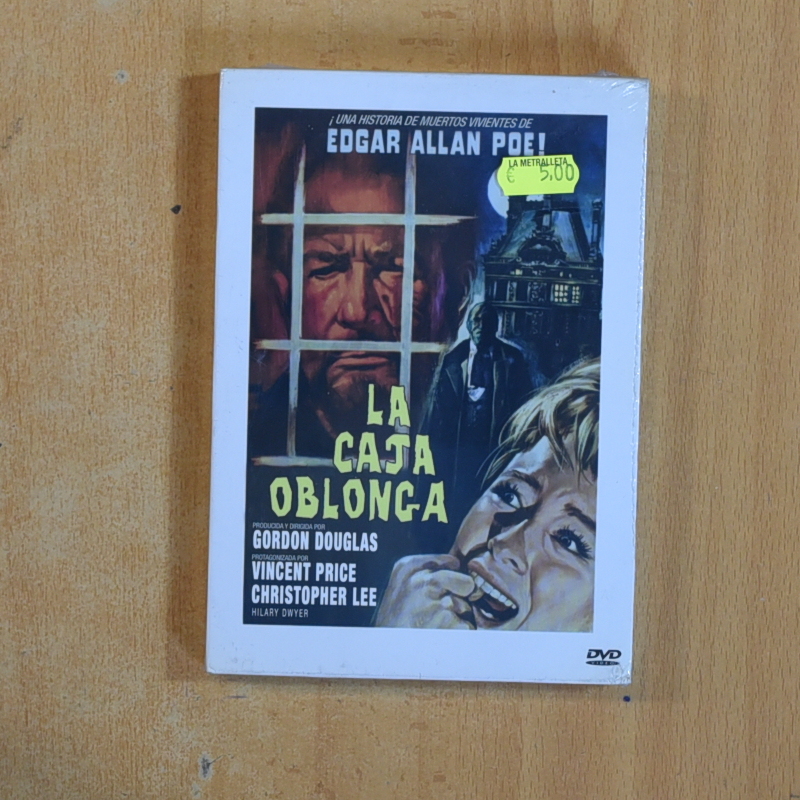 ¡ UNA HISTORIA DE MUERTOS VIVIENTES DE
EDGAR ALLAN POE!
LA METRALLETA
€ 5,00
LA
CAJA
OBLONGA
PRODUCIDA Y DIRIGIDA POR
GORDON DOUGLAS
PROTAGONIZADA POR
VINCENT PRICE
CHRISTOPHER LEE
HILARY DWYER
DVD
VIDEO